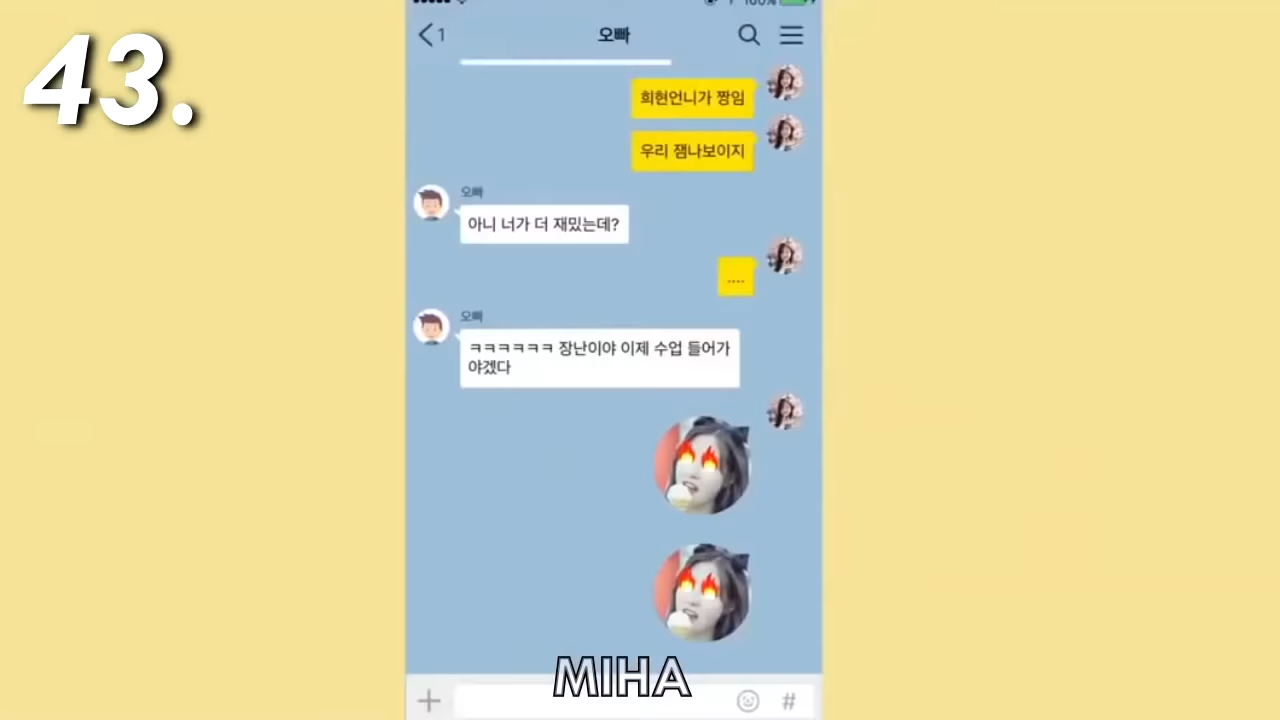 43.
100%
1
오빠
희현언니가 짱임
우리 잼나보이지
오빠
아니 너가 더 재밌는데?
....
오빠
ㅋㅋㅋㅋㅋㅋ 장난이야 이제 수업 들어가
야겠다
MIHA
#